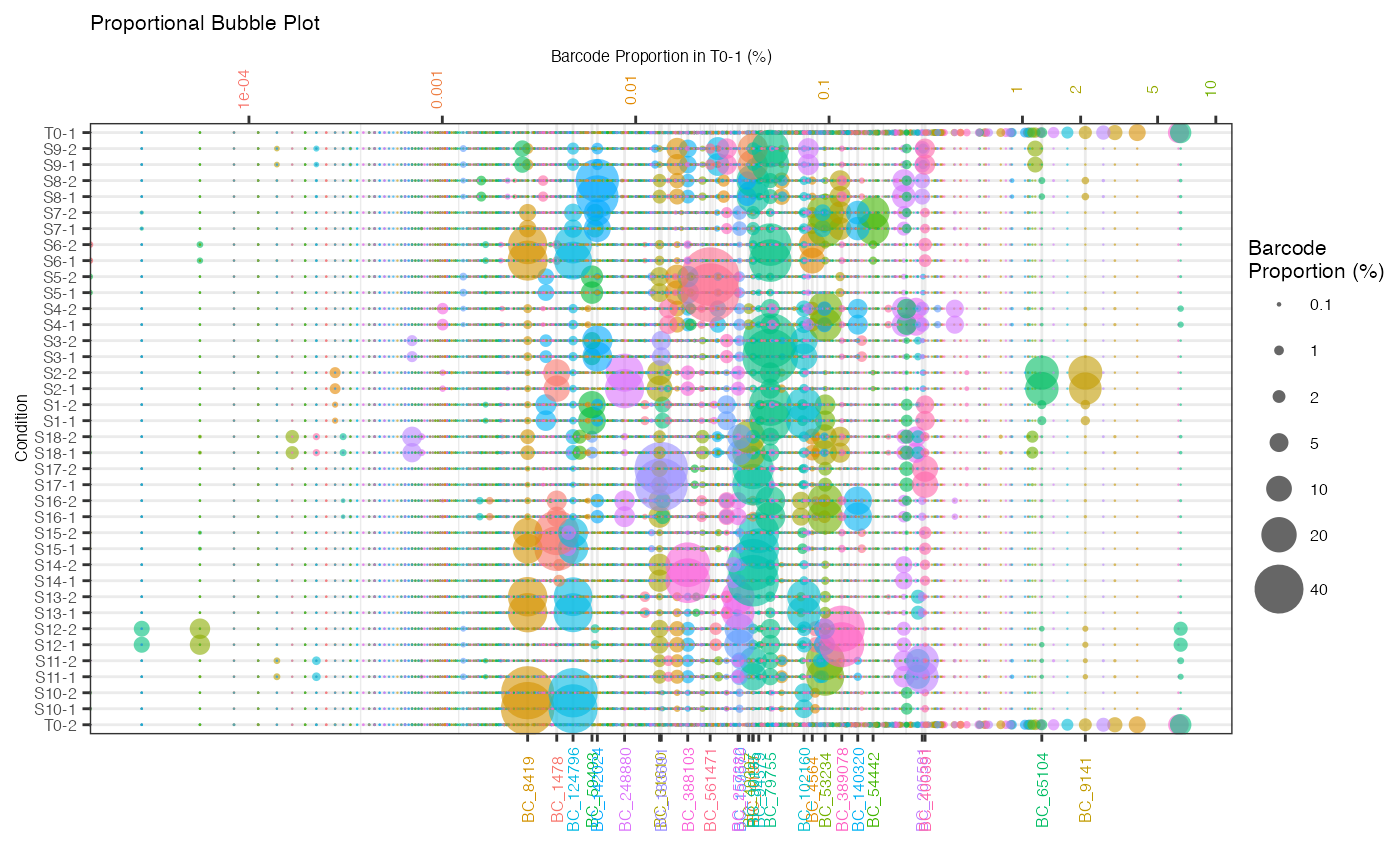 Proportional Bubble Plot
Barcode Proportion in T0-1 (%)
1e-04
0.001
0.01
0.1
1
2
5
10
Condition
T0-1
S9-2
S9-1
S8-2
S8-1
S7-2
S7-1
S6-2
S6-1
S5-2
S5-1
S4-2
S4-1
S3-2
S3-1
S2-2
S2-1
S1-2
S1-1
S18-2
S18-1
S17-2
S17-1
S16-2
S16-1
S15-2
S15-1
S14-2
S14-1
S13-2
S13-1
S12-2
S12-1
S11-2
S11-1
S10-2
S10-1
T0-2
BC_8419
BC_1478
BC_124796
BC_248880
BC_388103
BC_561471
BC_79755
BC_102160
BC_4564
BC_53234
BC_389078
BC_140320
BC_54442
BC_65104
BC_9141
Barcode
Proportion (%)
0.1
1
2
5
10
20
40